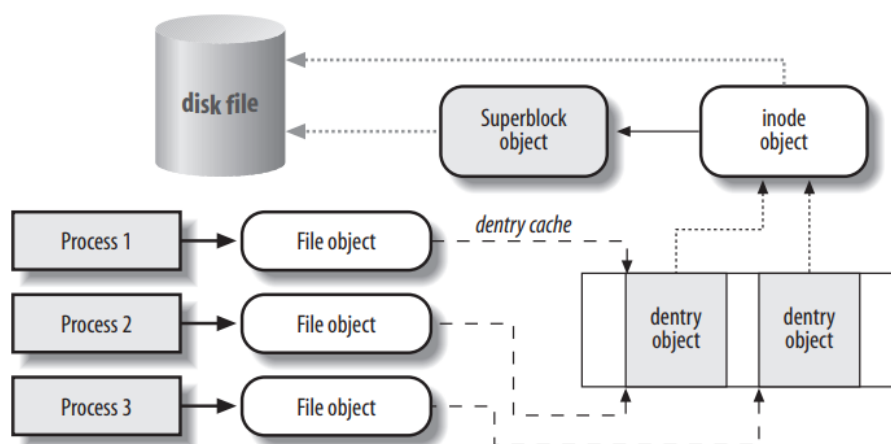 disk file
Superblock
object
inode
object
Process 1
File object
dentry cache
Process 2
File object
dentry
object
dentry
object
Process 3
File object